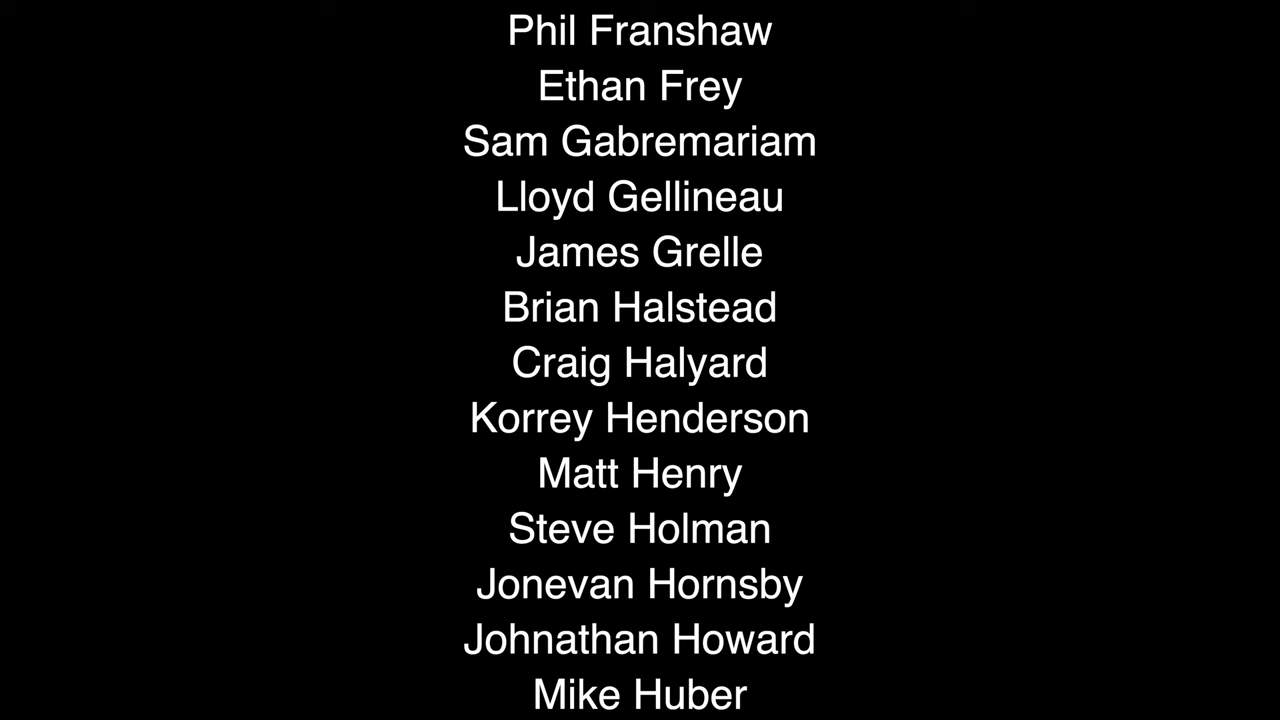 Phil Franshaw
Ethan Frey
Sam Gabremariam
Lloyd Gellineau
James Grelle
Brian Halstead
Craig Halyard
Korrey Henderson
Matt Henry
Steve Holman
Jonevan Hornsby
Johnathan Howard
Mike Huber